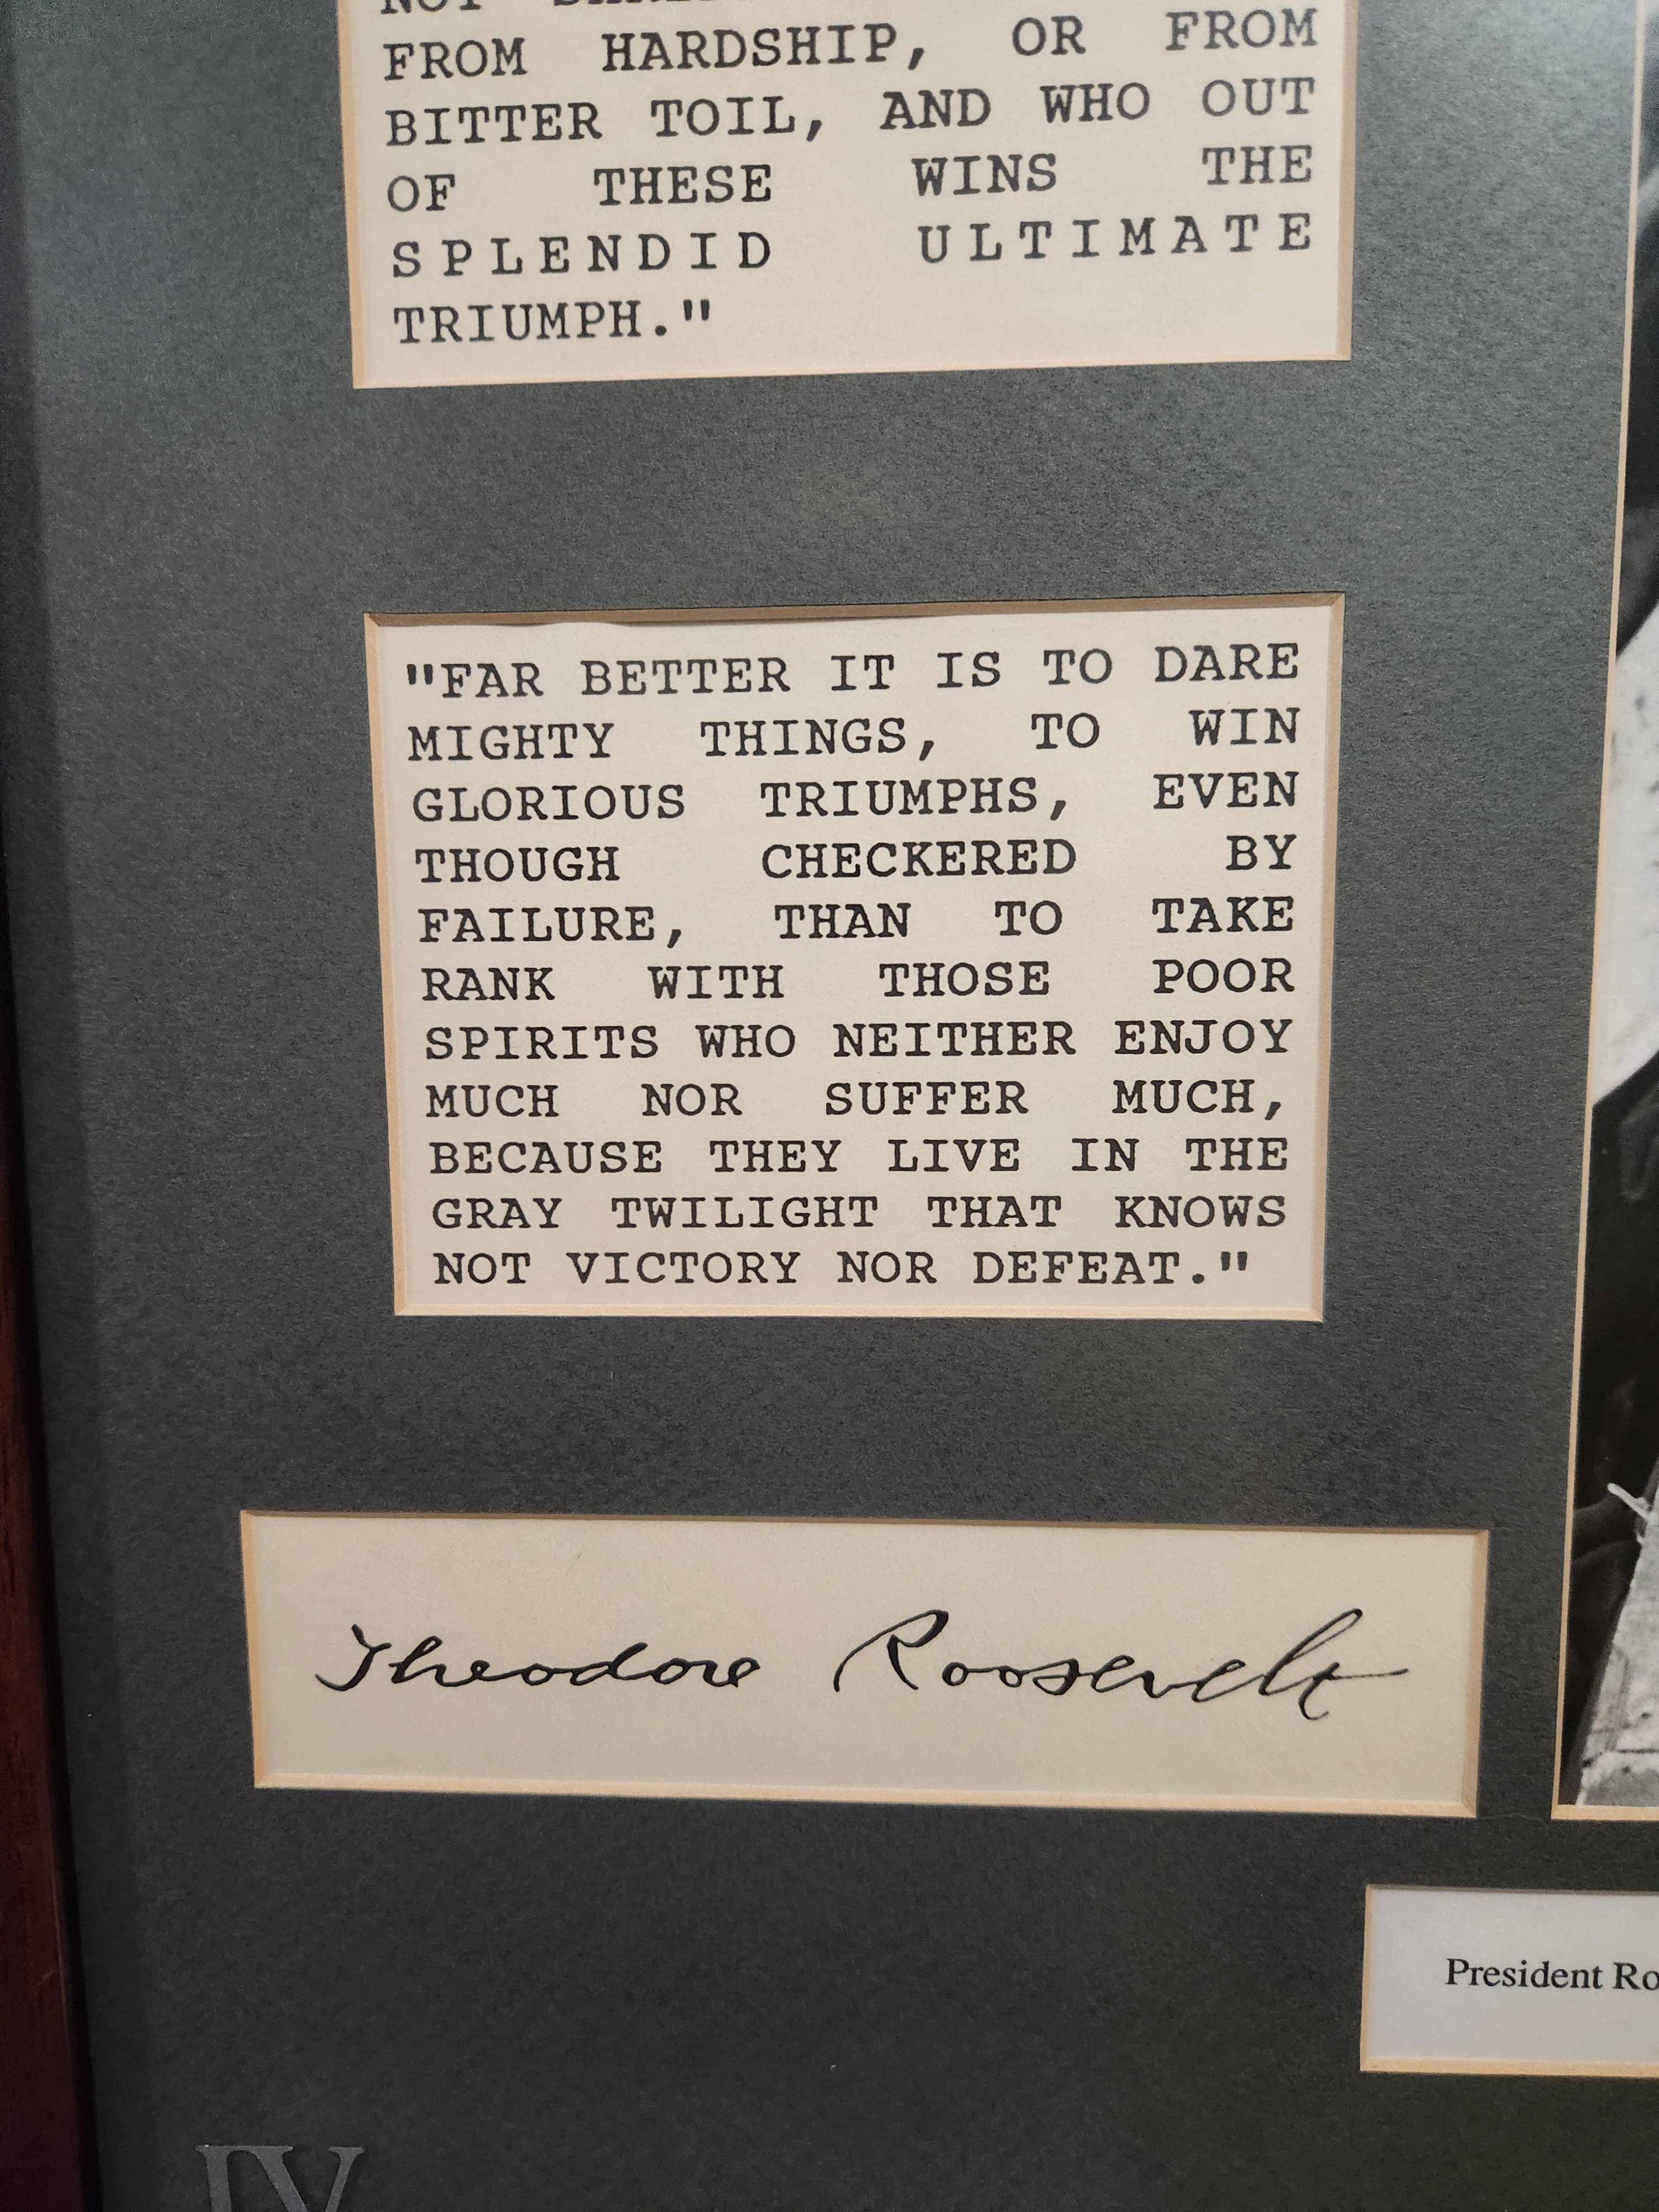 NOT
FROM HARDSHIP, OR FROM
BITTER TOIL, AND WHO OUT
OF THESE WINS THE
SPLENDID ULTIMATE
TRIUMPH."
"FAR BETTER IT IS TO DARE
MIGHTY THINGS, TO WIN
GLORIOUS TRIUMPHS, EVEN
THOUGH CHECKERED BY
FAILURE, THAN TO TAKE
RANK WITH THOSE POOR
SPIRITS WHO NEITHER ENJOY
MUCH NOR SUFFER MUCH,
BECAUSE THEY LIVE IN THE
GRAY TWILIGHT THAT KNOWS
NOT VICTORY NOR DEFEAT."
Theodore Roosevelt
President Ro
IV